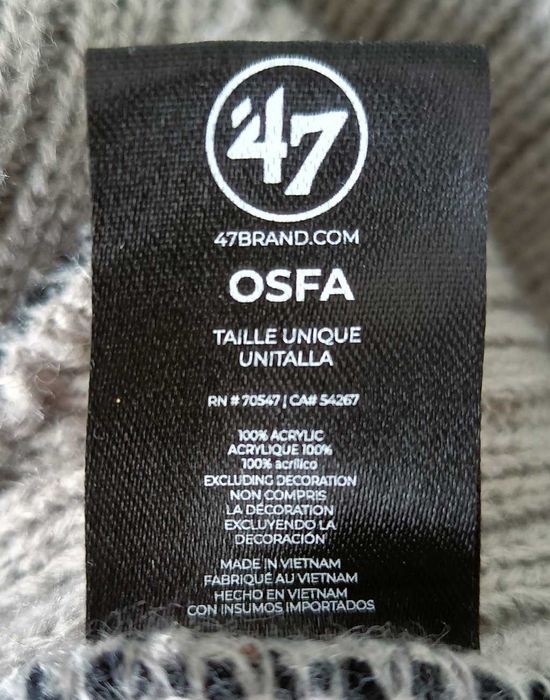 '47
47BRAND.COM
OSFA
TAILLE UNIQUE
UNITALLA
RN # 70547 | CA# 54267
100% ACRYLIC
ACRYLIQUE 100%
100% acrílico
EXCLUDING DECORATION
NON COMPRIS
LA DÉCORATION
EXCLUYENDO LA
DECORACIÓN
MADE IN VIETNAM
FABRIQUÉ AU VIETNAM
HECHO EN VIETNAM
CON INSUMOS IMPORTADOS